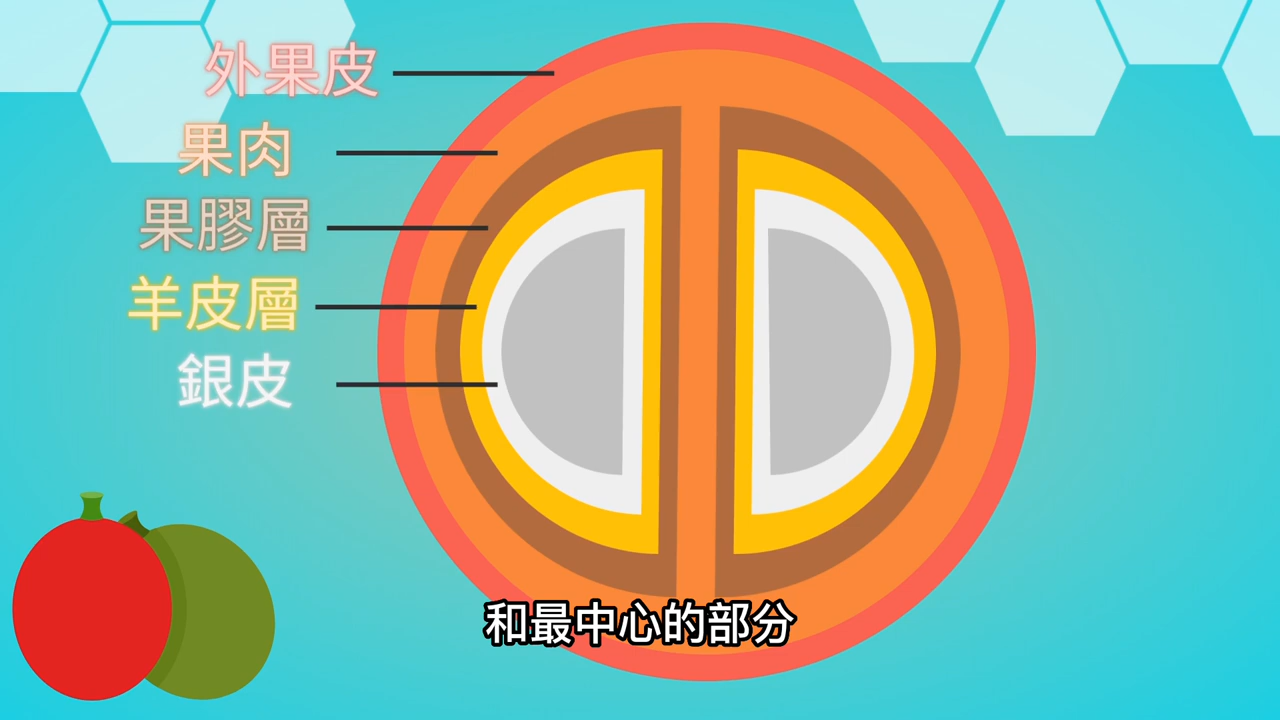 外果皮
果肉
果膠層
羊皮層
銀皮
和最中心的部分